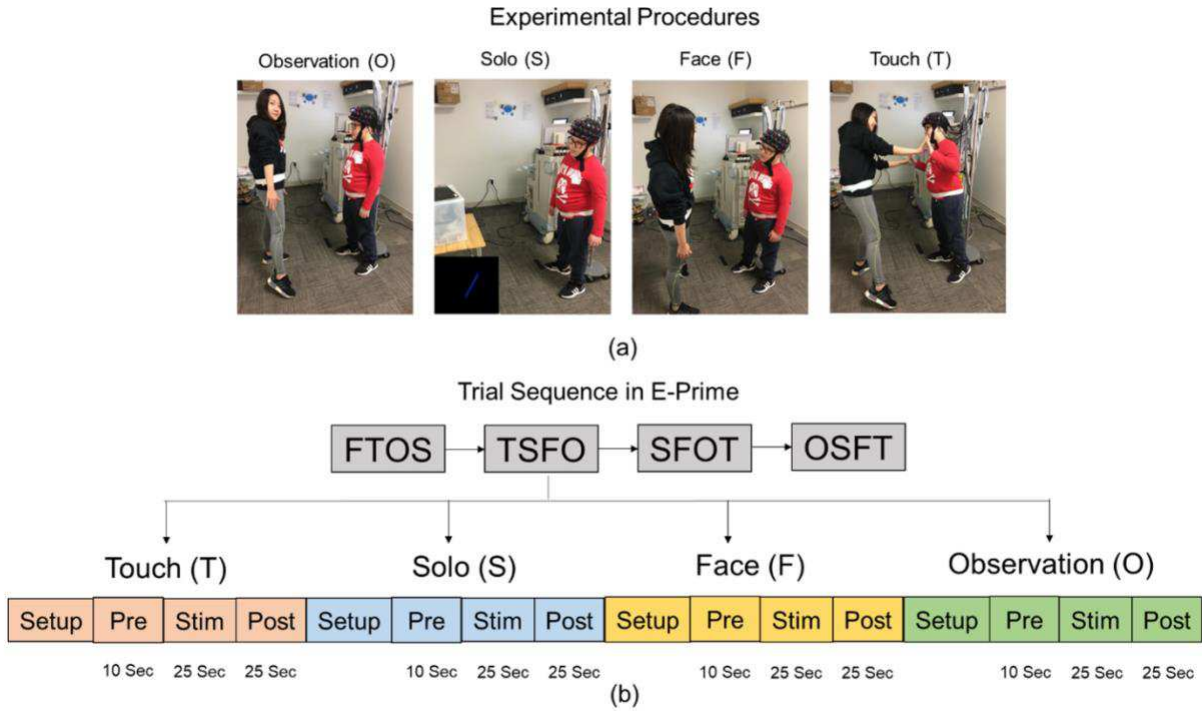 Experimental Procedures
Observation (O) Solo (S) Face (F) Touch (T)
(a)
Trial Sequence in E-Prime
FTOS TSFO SFOT OSFT
Touch (T) Solo (S) Face (F) Observation (O)
Setup Pre Stim Post Setup Pre Stim Post Setup Pre Stim Post Setup Pre Stim Post
10 Sec 25 Sec 25 Sec 10 Sec 25 Sec 25 Sec 10 Sec 25 Sec 25 Sec 10 Sec 25 Sec 25 Sec
(b)